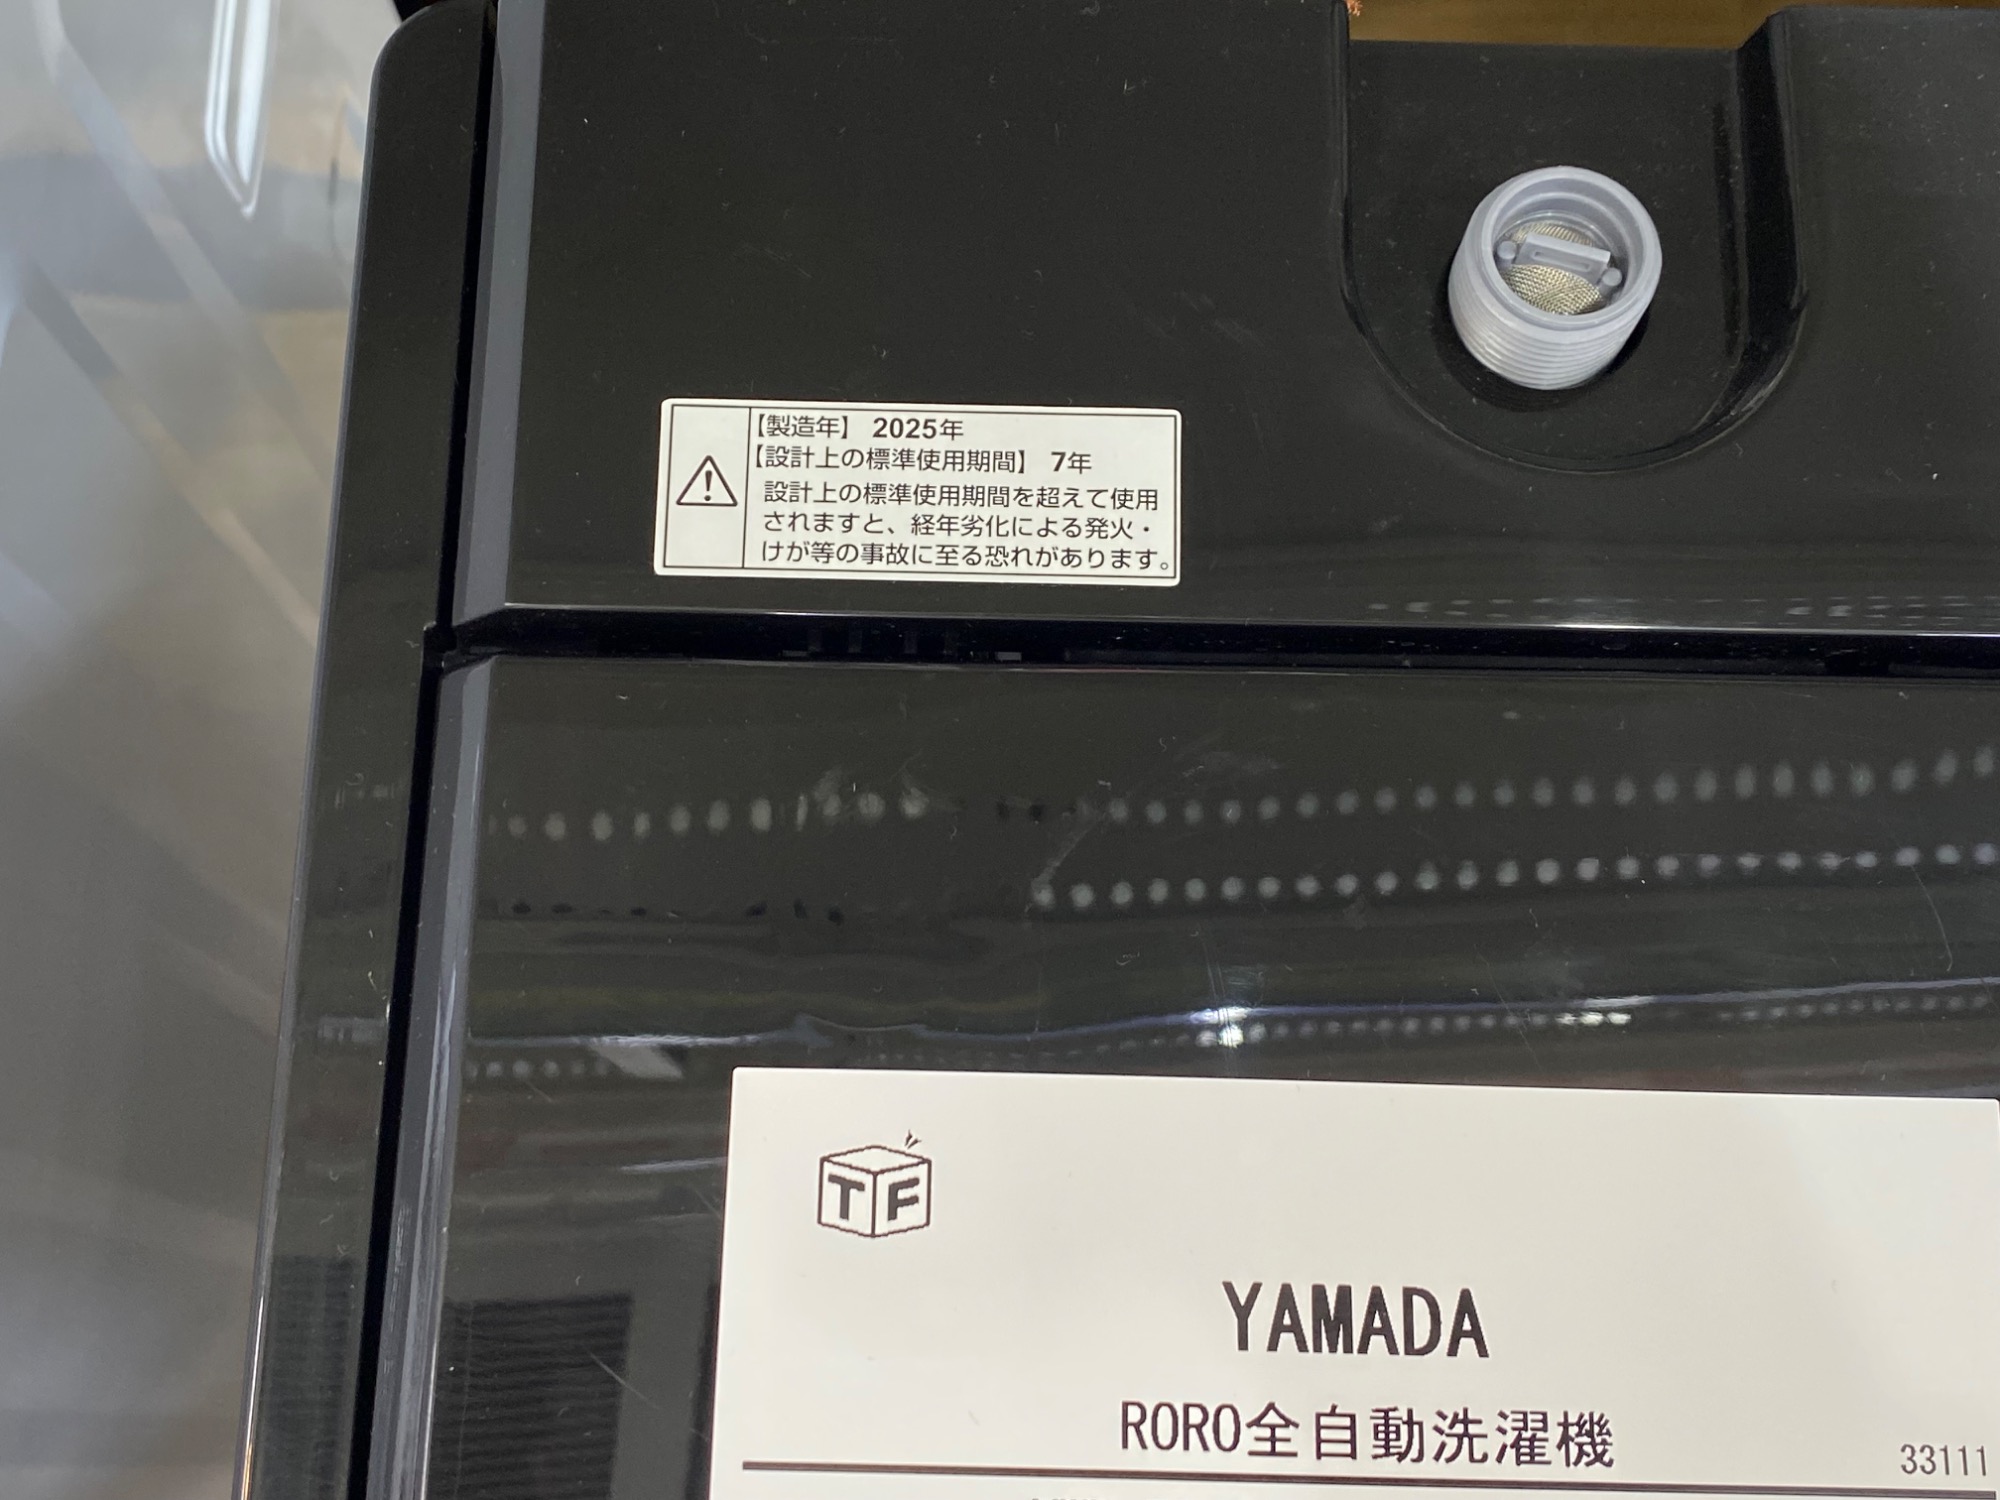 【製造年】 2025年
【設計上の標準使用期間】 7年
設計上の標準使用期間を超えて使用
されますと、経年劣化による発火・
けが等の事故に至る恐れがあります。
TF
YAMADA
RORO全自動洗濯機
33111